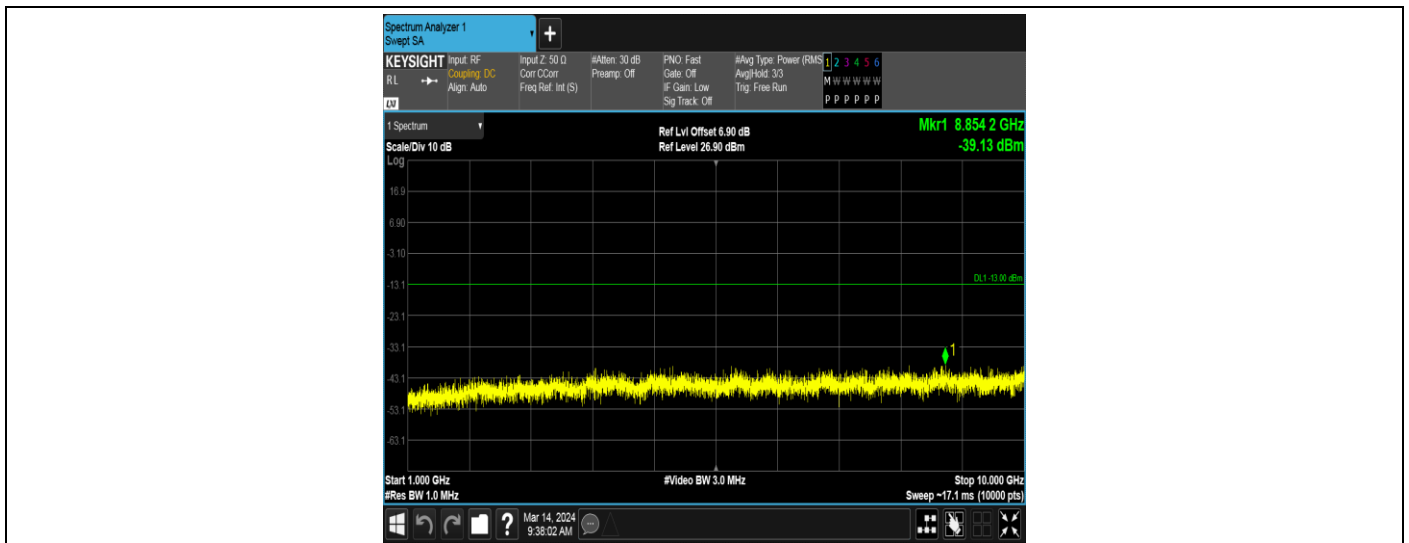 Spectrum Analyzer 1
Swept SA
+
KEYSIGHT
RL
Input: RF
Coupling: DC
Align: Auto
Input Z: 50 Ω
Corr CCorr
Freq Ref: Int (S)
#Atten: 30 dB
Preamp: Off
PNO: Fast
Gate: Off
IF Gain: Low
Sig Track: Off
#Avg Type: Power (RMS
Avg|Hold: 3/3
Trig: Free Run
1 2 3 4 5 6
M W W W W W
P P P P P P
LXI
1 Spectrum
Scale/Div 10 dB
Ref Lvl Offset 6.90 dB
Ref Level 26.90 dBm
Mkr1 8.854 2 GHz
-39.13 dBm
Log
16.9
6.90
-3.10
DL1 -13.00 dBm
-13.1
-23.1
-33.1
1
-43.1
-53.1
-63.1
Start 1.000 GHz
#Video BW 3.0 MHz
Stop 10.000 GHz
#Res BW 1.0 MHz
Sweep ~17.1 ms (10000 pts)
?
Mar 14, 2024
9:38:02 AM